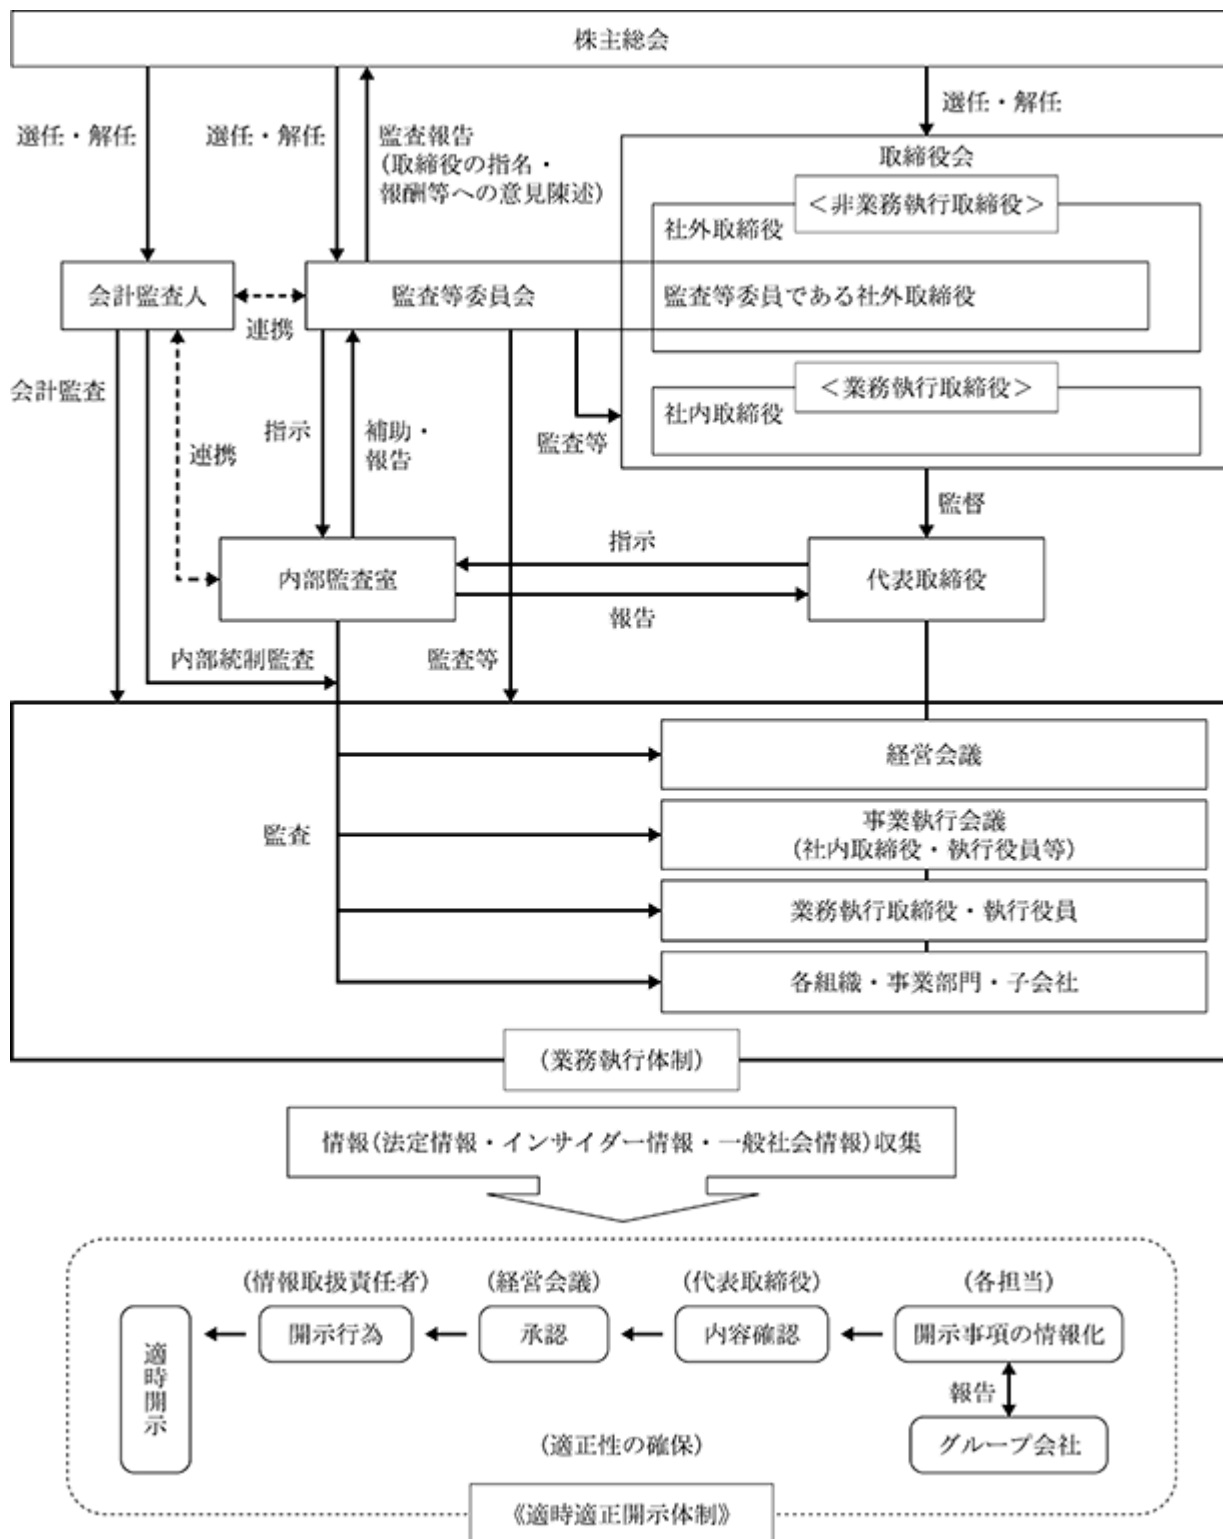 株主総会
選任・解任
選任・解任
監査報告
(取締役の指名・
報酬等への意見陳述)
選任・解任
取締役会
＜非業務執行取締役＞
社外取締役
会計監査人
連携
監査等委員会
監査等委員である社外取締役
＜業務執行取締役＞
社内取締役
会計監査
連携
指示
補助・
報告
監査等
監督
内部監査室
指示
報告
代表取締役
内部統制監査
監査等
経営会議
監査
事業執行会議
(社内取締役・執行役員等)
業務執行取締役・執行役員
各組織・事業部門・子会社
(業務執行体制)
情報(法定情報・インサイダー情報・一般社会情報)収集
(情報取扱責任者)
(経営会議)
(代表取締役)
(各担当)
適時開示
開示行為
承認
内容確認
開示事項の情報化
報告
グループ会社
(適正性の確保)
《適時適正開示体制》